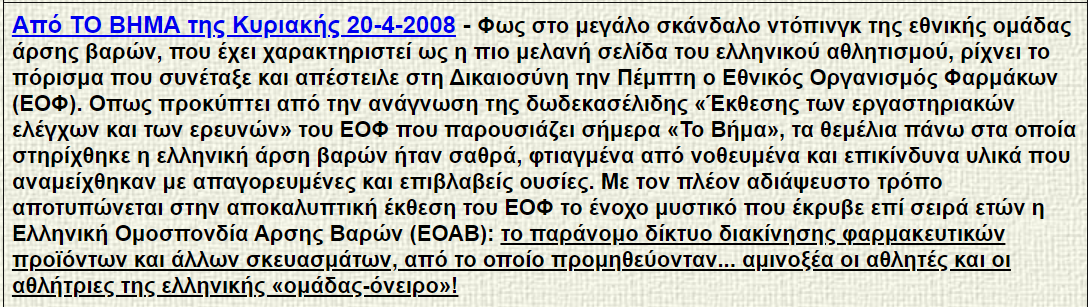 Από ΤΟ ΒΗΜΑ της Κυριακής 20-4-2008 - Φως στο μεγάλο σκάνδαλο ντόπινγκ της εθνικής ομάδας
άρσης βαρών, που έχει χαρακτηριστεί ως η πιο μελανή σελίδα του ελληνικού αθλητισμού, ρίχνει το
πόρισμα που συνέταξε και απέστειλε στη Δικαιοσύνη την Πέμπτη ο Εθνικός Οργανισμός Φαρμάκων
(ΕΟΦ). Οπως προκύπτει από την ανάγνωση της δωδεκασέλιδης «Έκθεσης των εργαστηριακών
ελέγχων και των ερευνών» του ΕΟΦ που παρουσιάζει σήμερα «Το Βήμα», τα θεμέλια πάνω στα οποία
στηρίχθηκε η ελληνική άρση βαρών ήταν σαθρά, φτιαγμένα από νοθευμένα και επικίνδυνα υλικά που
αναμείχθηκαν με απαγορευμένες και επιβλαβείς ουσίες. Με τον πλέον αδιάψευστο τρόπο
αποτυπώνεται στην αποκαλυπτική έκθεση του ΕΟΦ το ένοχο μυστικό που έκρυβε επί σειρά ετών η
Ελληνική Ομοσπονδία Αρσης Βαρών (ΕΟΑΒ): το παράνομο δίκτυο διακίνησης φαρμακευτικών
προϊόντων και άλλων σκευασμάτων, από το οποίο προμηθεύονταν... αμινοξέα οι αθλητές και οι
αθλήτριες της ελληνικής «ομάδας-όνειρο»!